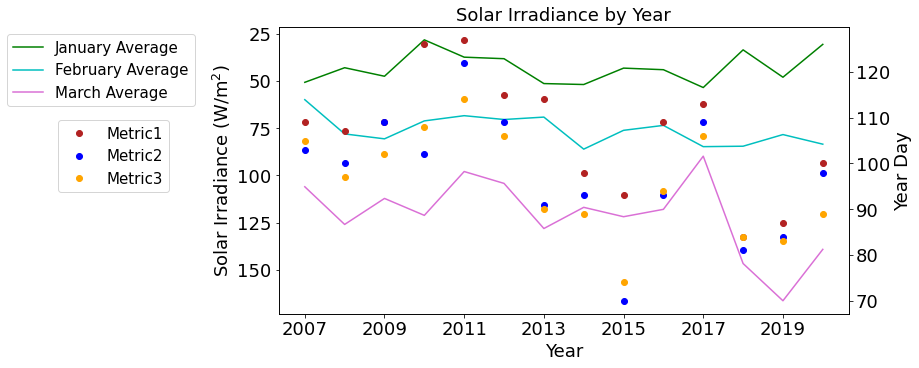 Solar Irradiance by Year
January Average
February Average
March Average
Metric1
Metric2
Metric3
Solar Irradiance (W/m²)
25
50
75
100
125
150
120
110
100
90
80
70
Year Day
2007 2009 2011 2013 2015 2017 2019
Year